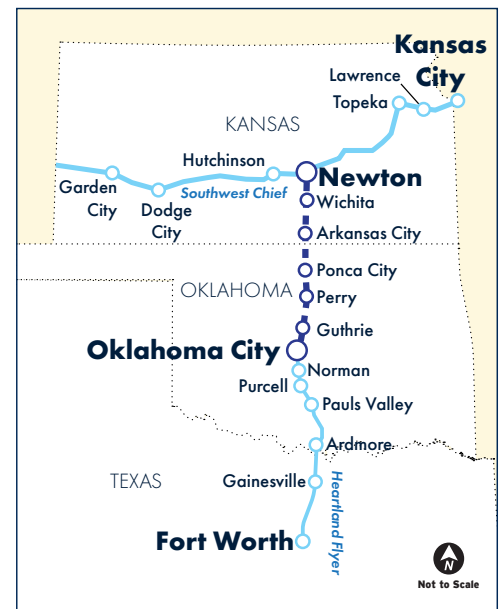 Kansas
City
Lawrence
Topeka
KANSAS
Hutchinson
Newton
Garden
City
Southwest Chief
Dodge
City
Wichita
Arkansas City
Ponca City
OKLAHOMA
Perry
Guthrie
Oklahoma City
Norman
Purcell
Pauls Valley
Ardmore
TEXAS
Gainesville
Heartland Flyer
Fort Worth
N
Not to Scale